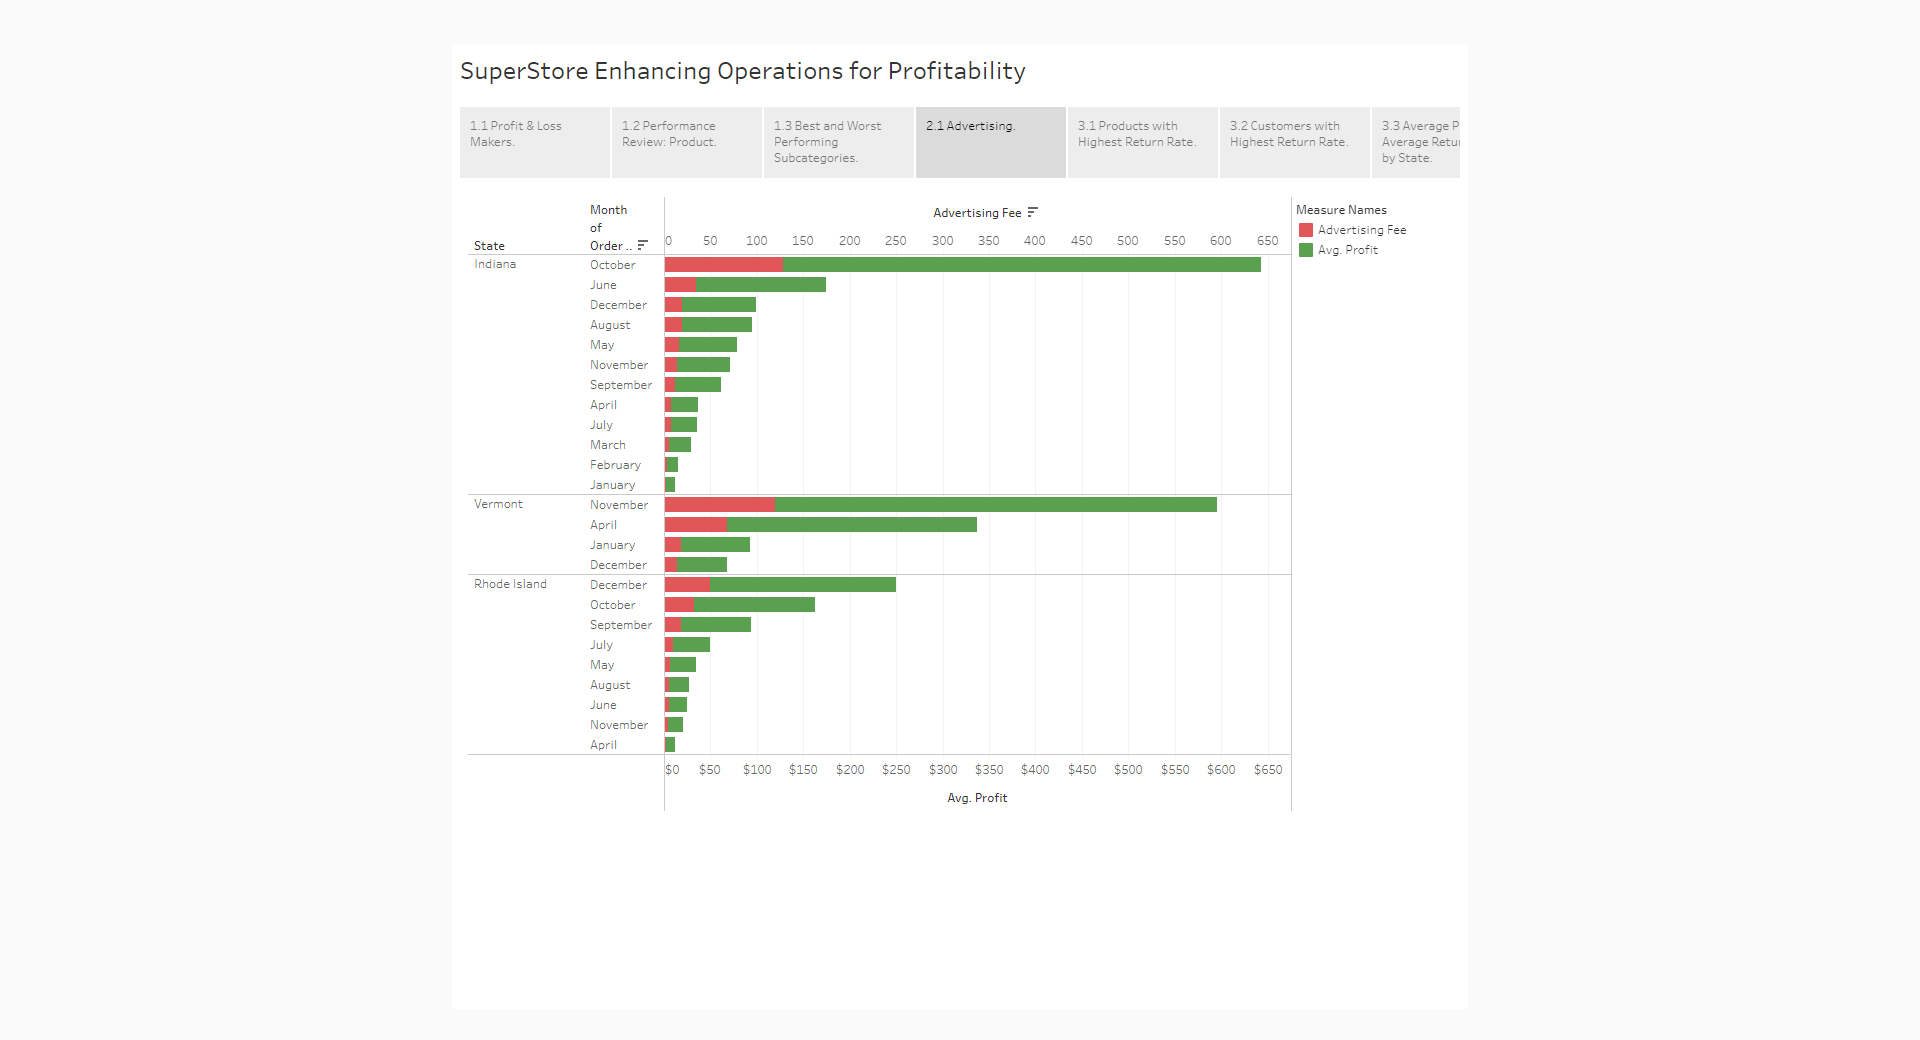 SuperStore Enhancing Operations for Profitability
1.1 Profit & Loss
Makers.
1.2 Performance
Review: Product.
1.3 Best and Worst
Performing
Subcategories.
2.1 Advertising.
3.1 Products with
Highest Return Rate.
3.2 Customers with
Highest Return Rate.
3.3 Average P
Average Retu
by State.
State
Month
of
Order ..
Advertising Fee
0 50 100 150 200 250 300 350 400 450 500 550 600 650
Measure Names
Advertising Fee
Avg. Profit
Indiana
October
June
December
August
May
November
September
April
July
March
February
January
Vermont
November
April
January
December
Rhode Island
December
October
September
July
May
August
June
November
April
$0 $50 $100 $150 $200 $250 $300 $350 $400 $450 $500 $550 $600 $650
Avg. Profit